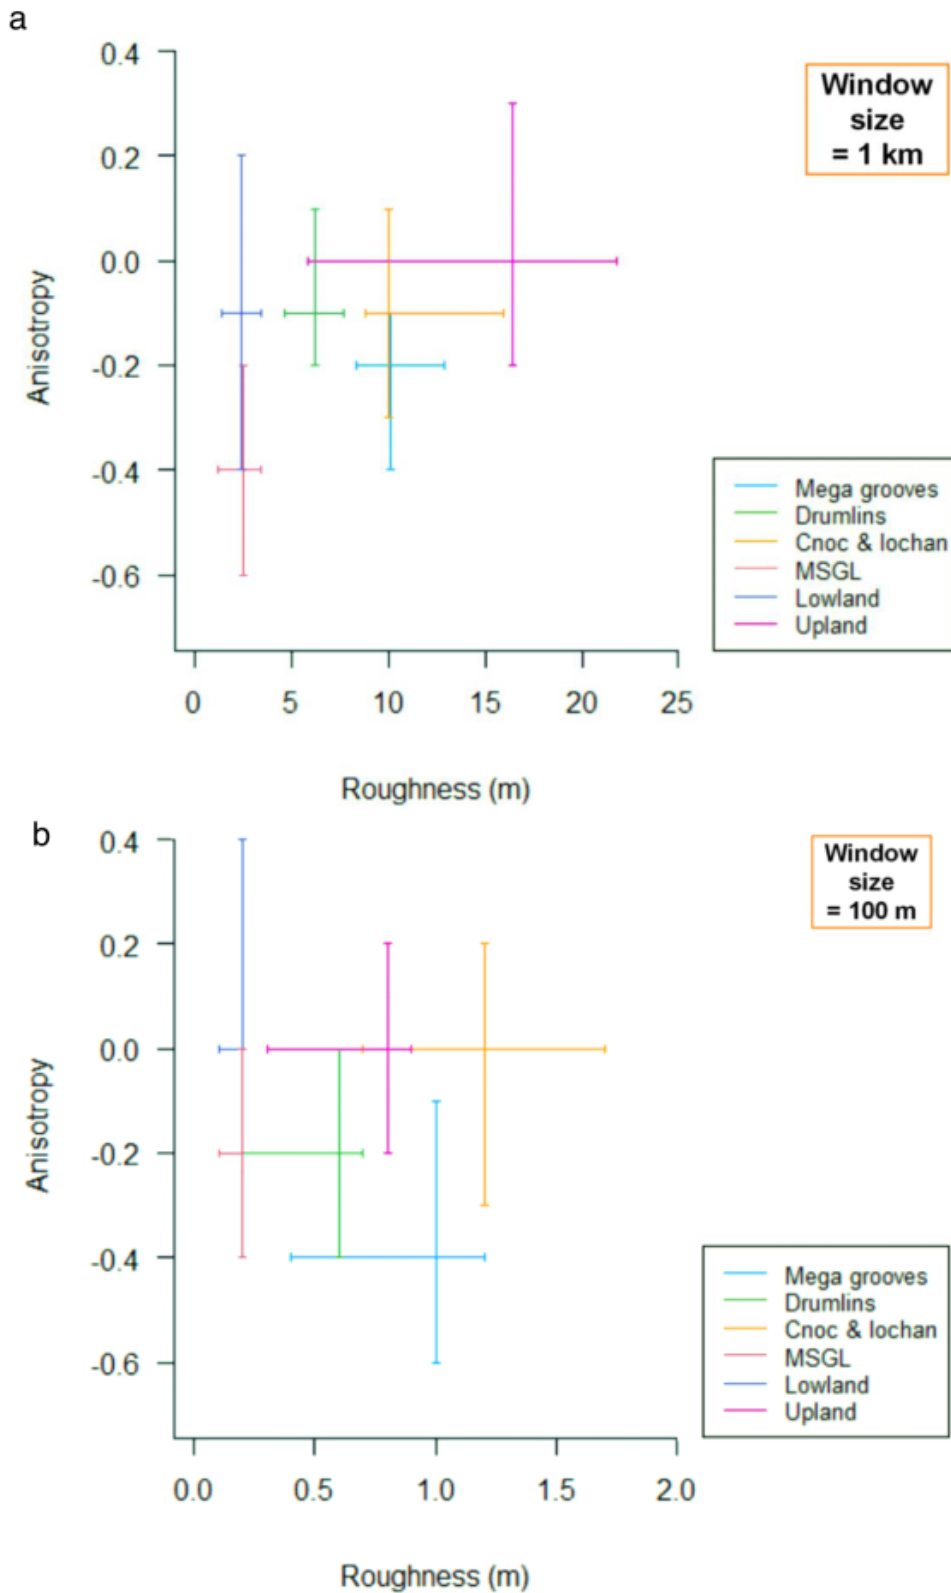 a
Window
size
= 1 km
0.4
0.2
0.0
-0.2
-0.4
-0.6
Anisotropy
Mega grooves
Drumlins
Cnoc & lochan
MSGL
Lowland
Upland
0 5 10 15 20 25
Roughness (m)
b
Window
size
= 100 m
0.4
0.2
0.0
-0.2
-0.4
-0.6
Anisotropy
Mega grooves
Drumlins
Cnoc & lochan
MSGL
Lowland
Upland
0.0 0.5 1.0 1.5 2.0
Roughness (m)